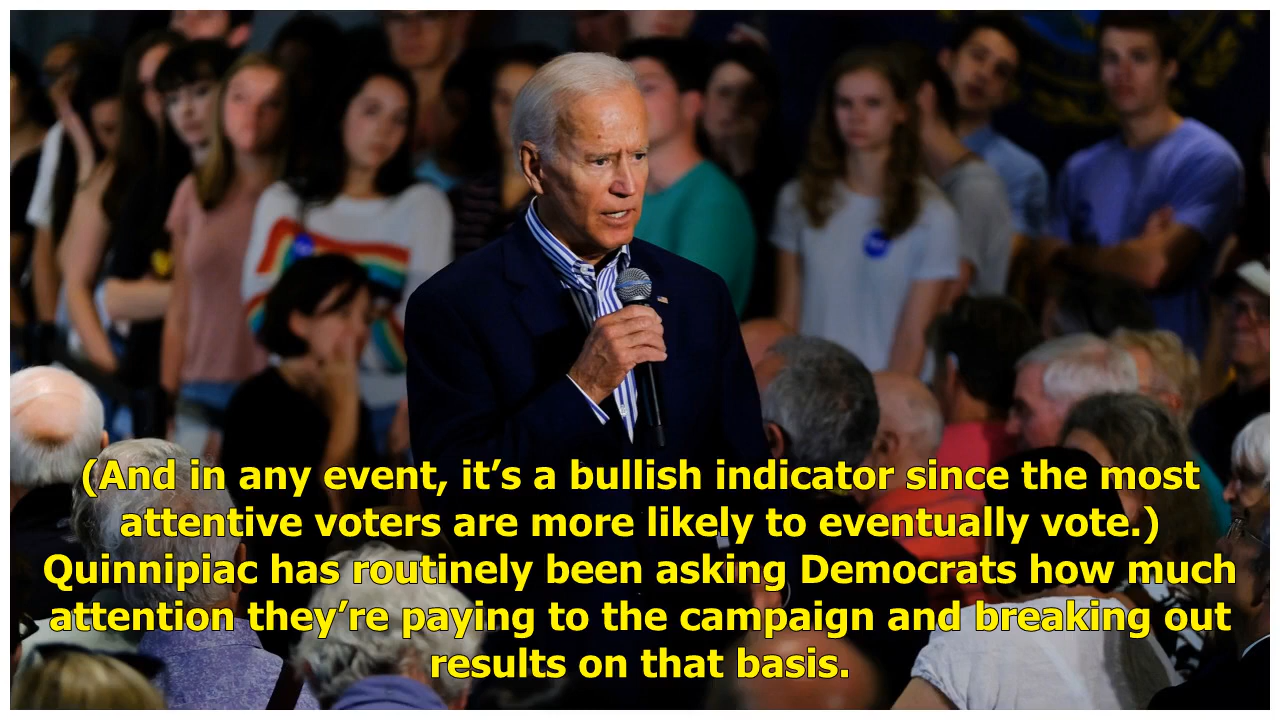 (And in any event, it’s a bullish indicator since the most
attentive voters are more likely to eventually vote.)
Quinnipiac has routinely been asking Democrats how much
attention they’re paying to the campaign and breaking out
results on that basis.